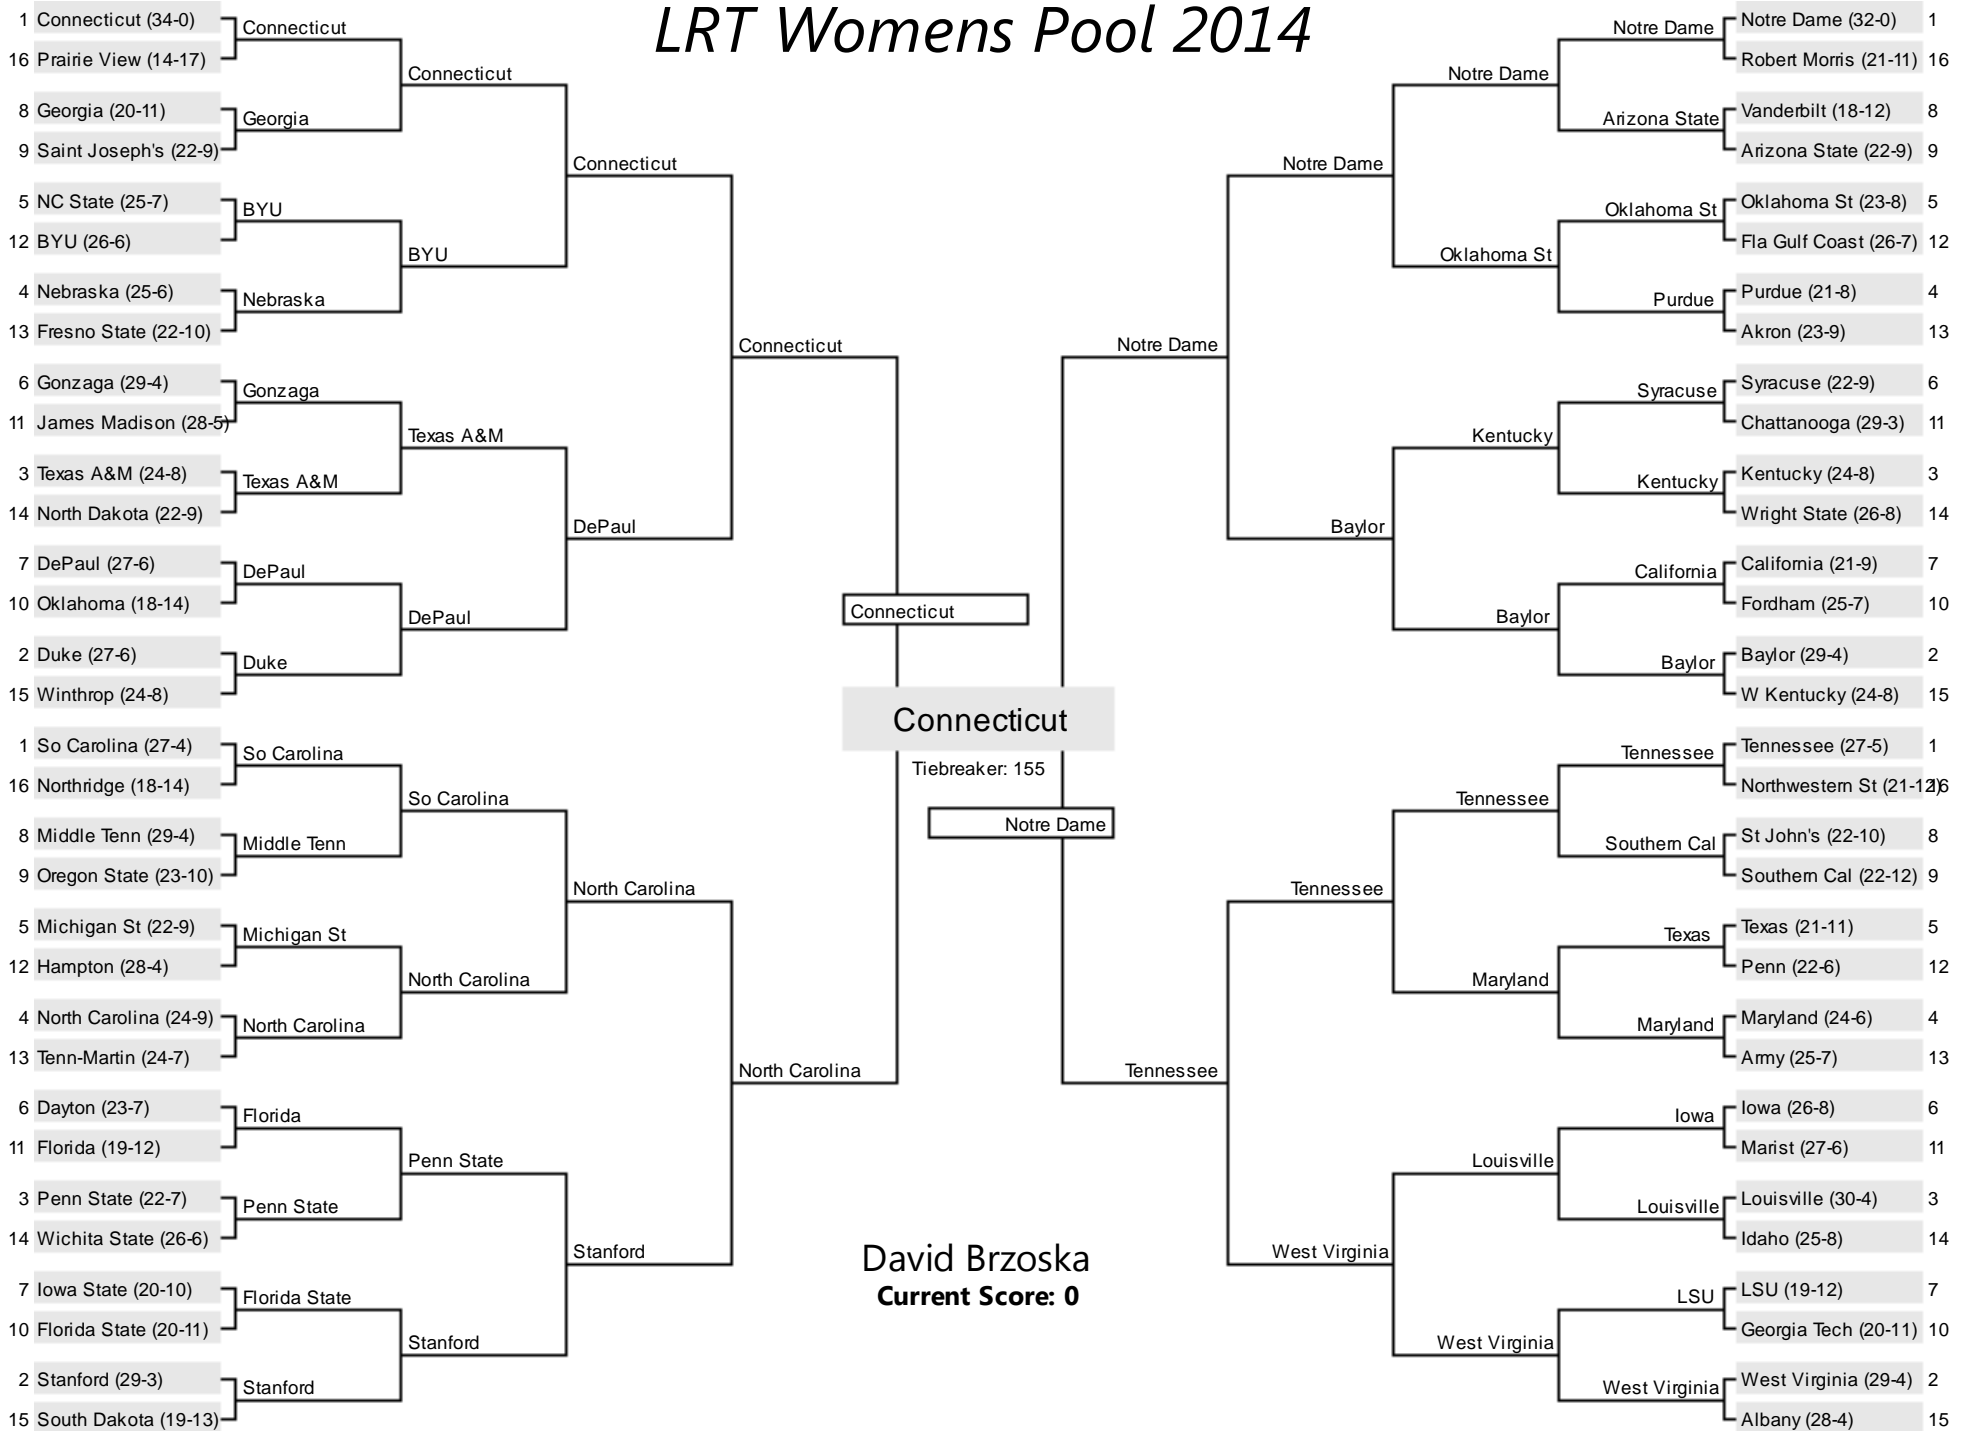 LRT Womens Pool 2014
1 Connecticut (34-0)
16 Prairie View (14-17)
8 Georgia (20-11)
9 Saint Joseph's (22-9)
5 NC State (25-7)
12 BYU (26-6)
4 Nebraska (25-6)
13 Fresno State (22-10)
6 Gonzaga (29-4)
11 James Madison (28-5)
3 Texas A&M (24-8)
14 North Dakota (22-9)
7 DePaul (27-6)
10 Oklahoma (18-14)
2 Duke (27-6)
15 Winthrop (24-8)
1 So Carolina (27-4)
16 Northridge (18-14)
8 Middle Tenn (29-4)
9 Oregon State (23-10)
5 Michigan St (22-9)
12 Hampton (28-4)
4 North Carolina (24-9)
13 Tenn-Martin (24-7)
6 Dayton (23-7)
11 Florida (19-12)
3 Penn State (22-7)
14 Wichita State (26-6)
7 Iowa State (20-10)
10 Florida State (20-11)
2 Stanford (29-3)
15 South Dakota (19-13)
Connecticut
Georgia
BYU
Nebraska
Gonzaga
Texas A&M
DePaul
Duke
So Carolina
Middle Tenn
Michigan St
North Carolina
Florida
Penn State
Florida State
Stanford
Connecticut
BYU
Texas A&M
DePaul
So Carolina
North Carolina
Penn State
Stanford
Connecticut
DePaul
North Carolina
Stanford
Connecticut
North Carolina
Connecticut
Connecticut
Tiebreaker: 155
Notre Dame
David Brzoska
Current Score: 0
Notre Dame
Tennessee
Notre Dame
Baylor
Tennessee
West Virginia
Notre Dame
Oklahoma St
Kentucky
Baylor
Tennessee
Maryland
Louisville
West Virginia
Notre Dame
Arizona State
Oklahoma St
Purdue
Syracuse
Kentucky
California
Baylor
Tennessee
Southern Cal
Texas
Maryland
Iowa
Louisville
LSU
West Virginia
Notre Dame (32-0) 1
Robert Morris (21-11) 16
Vanderbilt (18-12) 8
Arizona State (22-9) 9
Oklahoma St (23-8) 5
Fla Gulf Coast (26-7) 12
Purdue (21-8) 4
Akron (23-9) 13
Syracuse (22-9) 6
Chattanooga (29-3) 11
Kentucky (24-8) 3
Wright State (26-8) 14
California (21-9) 7
Fordham (25-7) 10
Baylor (29-4) 2
W Kentucky (24-8) 15
Tennessee (27-5) 1
Northwestern St (21-12) 16
St John's (22-10) 8
Southern Cal (22-12) 9
Texas (21-11) 5
Penn (22-6) 12
Maryland (24-6) 4
Army (25-7) 13
Iowa (26-8) 6
Marist (27-6) 11
Louisville (30-4) 3
Idaho (25-8) 14
LSU (19-12) 7
Georgia Tech (20-11) 10
West Virginia (29-4) 2
Albany (28-4) 15